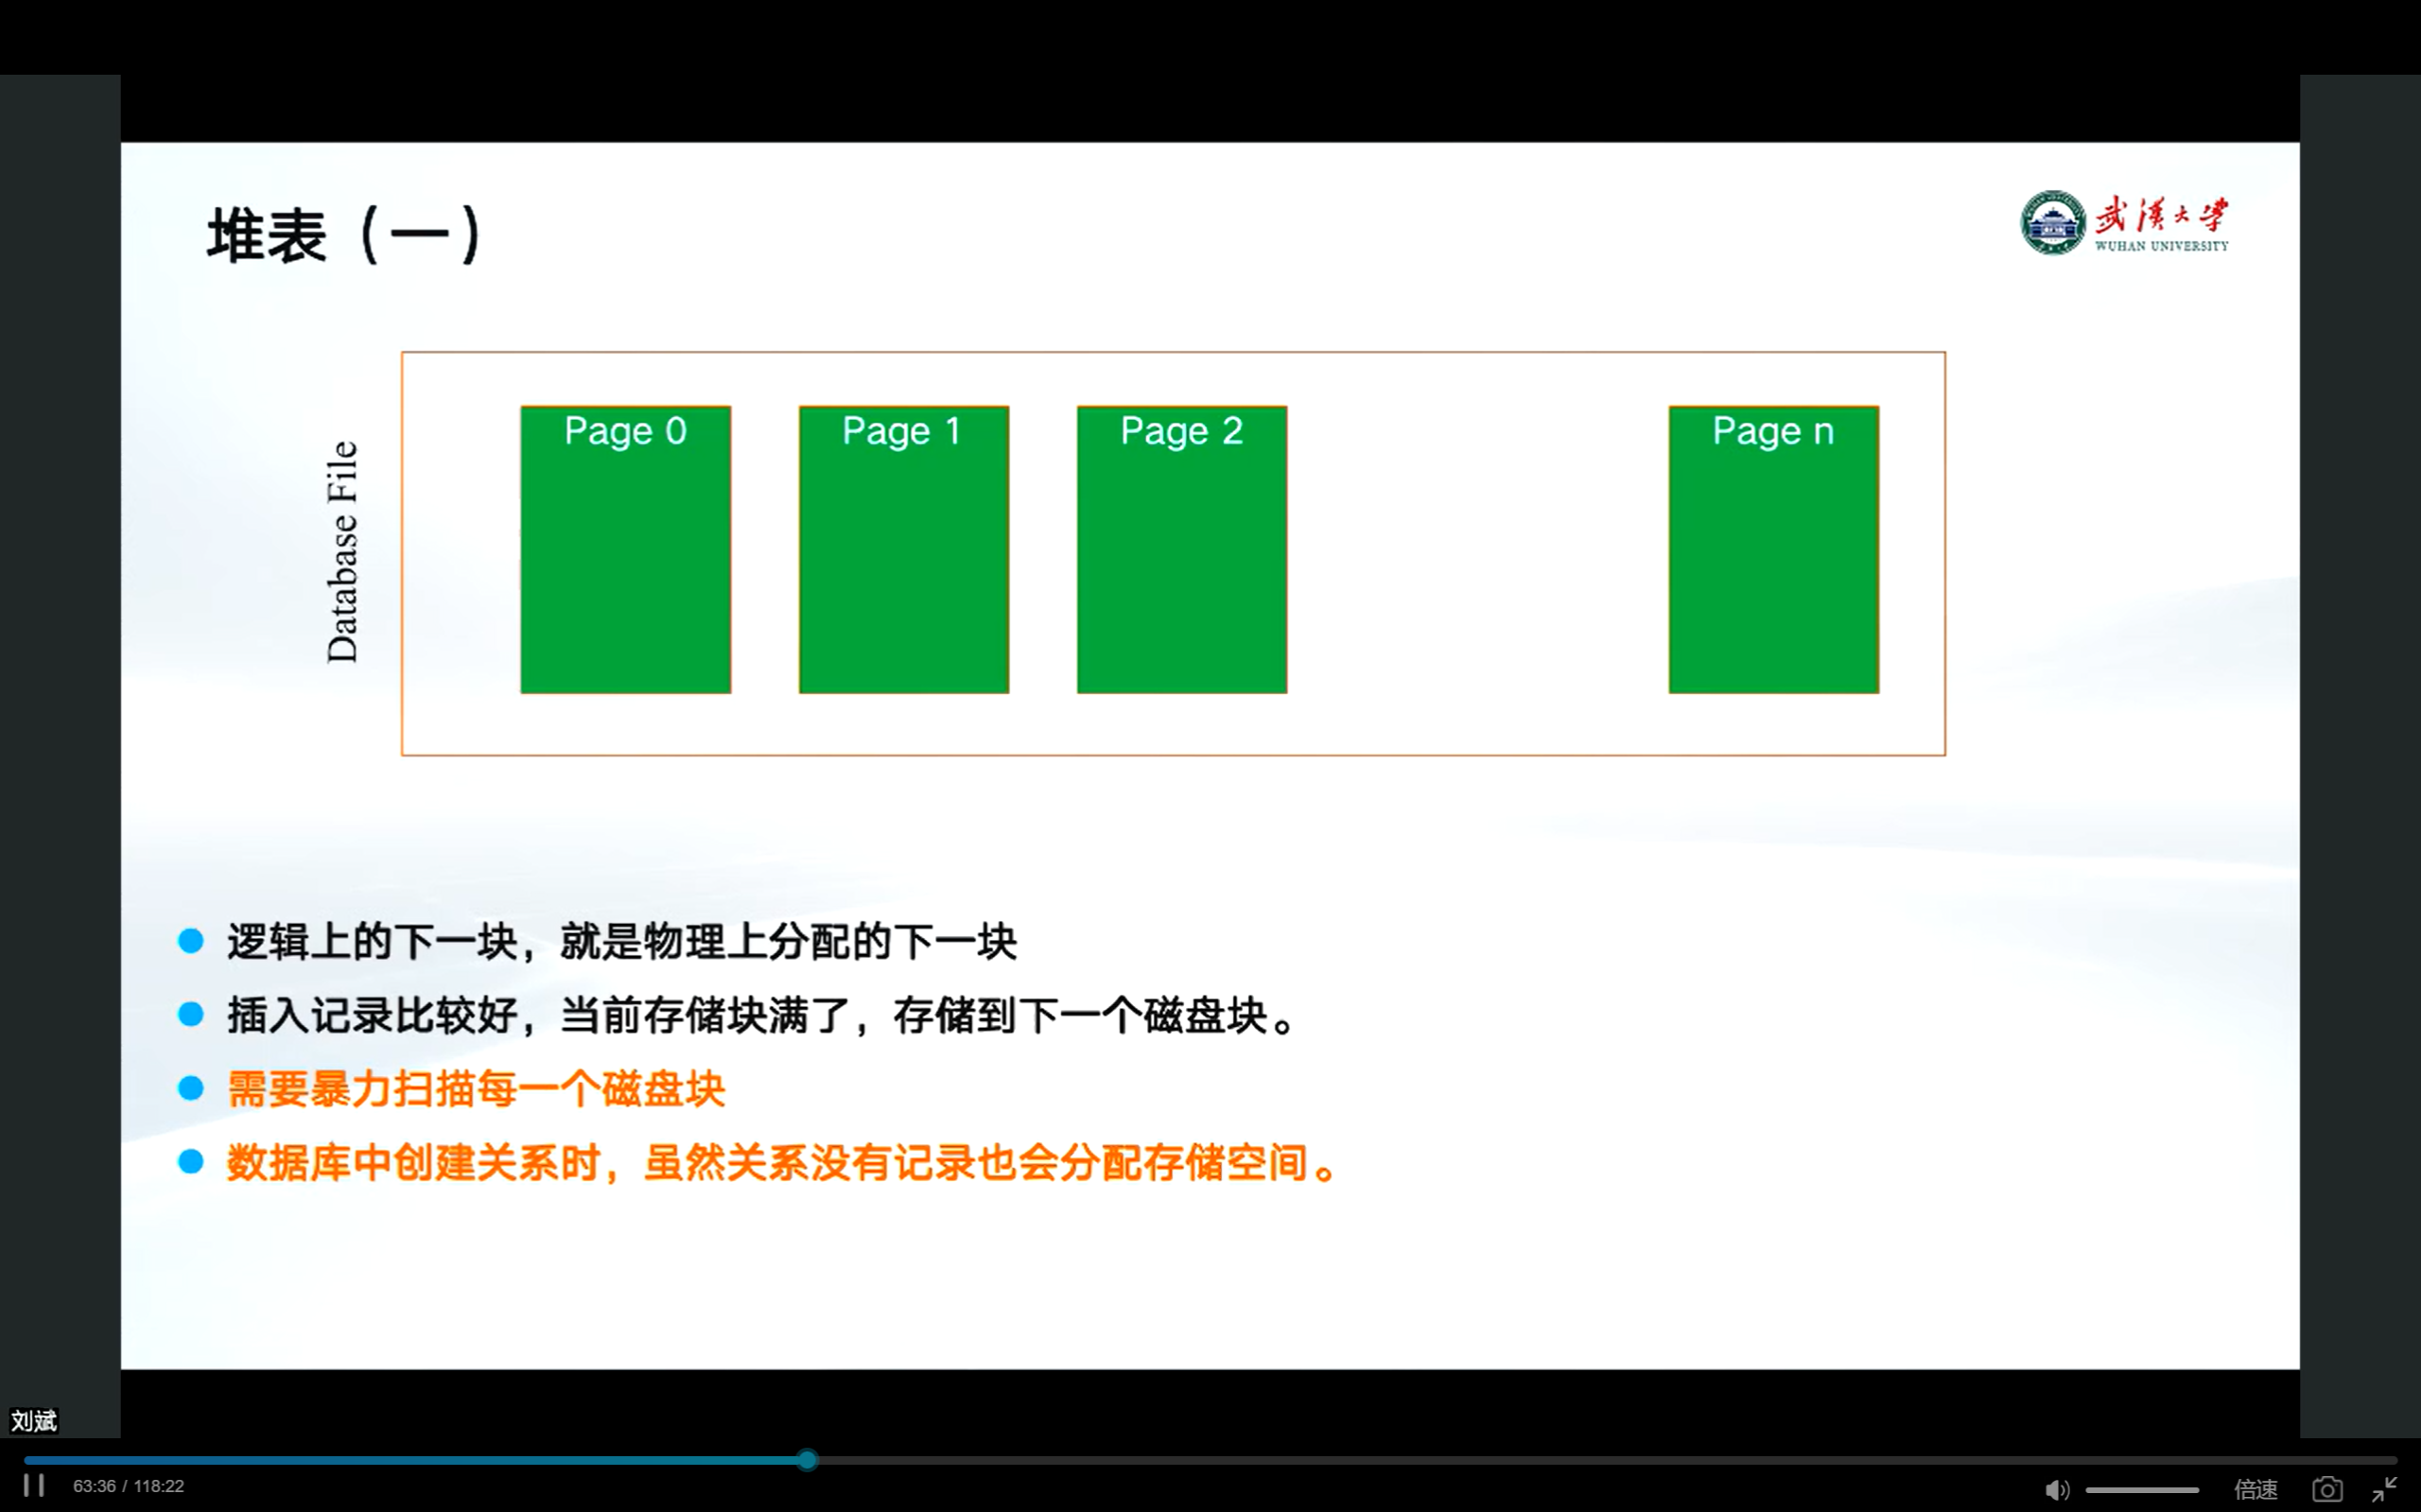 堆表（一）
武漢大学
WUHAN UNIVERSITY
Database File
Page 0
Page 1
Page 2
Page n
逻辑上的下一块，就是物理上分配的下一块
插入记录比较好，当前存储块满了，存储到下一个磁盘块。
需要暴力扫描每一个磁盘块
数据库中创建关系时，虽然关系没有记录也会分配存储空间。
刘斌
63:36 / 118:22
倍速